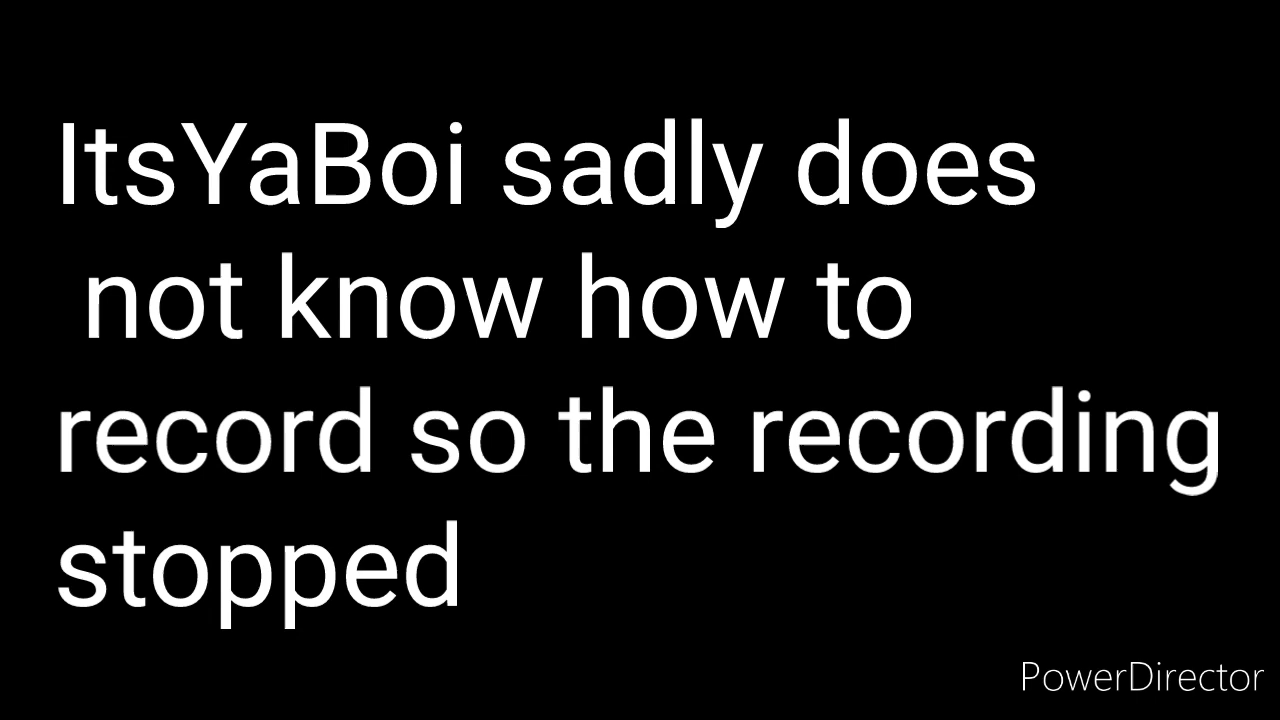 ItsYaBoi sadly does
not know how to
record so the recording
stopped
PowerDirector